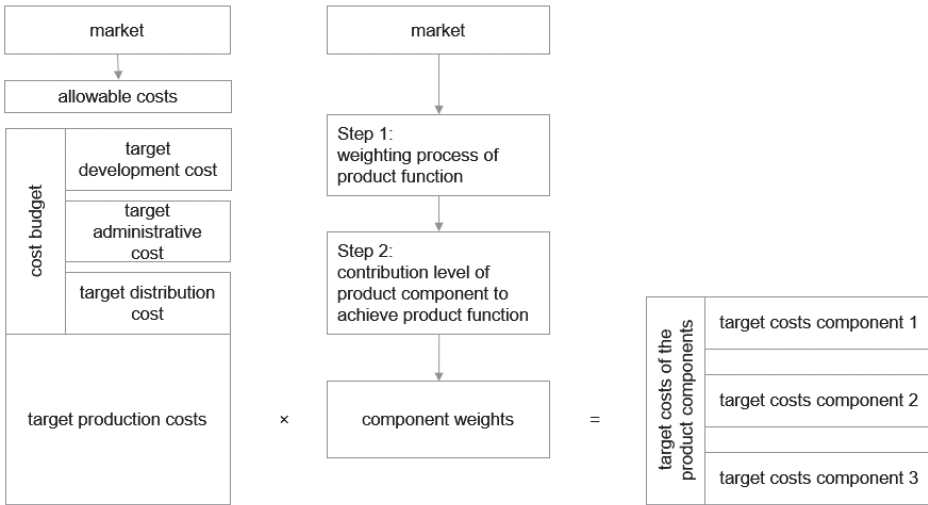 market
allowable costs
cost budget
target
development cost
target
administrative
cost
target distribution
cost
target production costs
×
market
Step 1:
weighting process of
product function
Step 2:
contribution level of
product component to
achieve product function
component weights
=
target costs of the
product components
target costs component 1
target costs component 2
target costs component 3